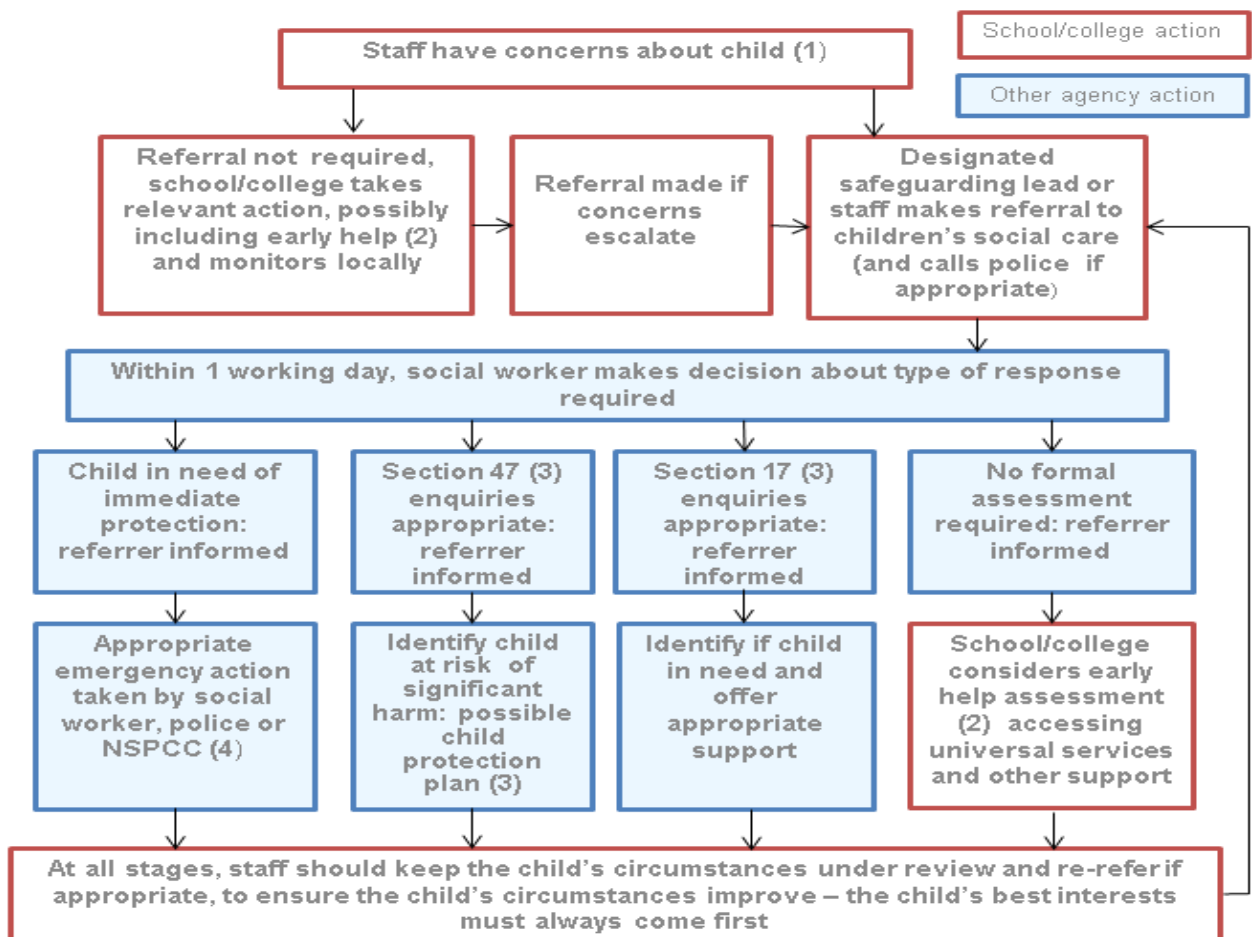 Staff have concerns about child (1)
School/college action
Other agency action
Referral not required,
school/college takes
relevant action, possibly
including early help (2)
and monitors locally
Referral made if
concerns
escalate
Designated
safeguarding lead or
staff makes referral to
children's social care
(and calls police if
appropriate)
Within 1 working day, social worker makes decision about type of response
required
Child in need of
immediate
protection:
referrer informed
Section 47 (3)
enquiries
appropriate:
referrer
informed
Section 17 (3)
enquiries
appropriate:
referrer
informed
No formal
assessment
required: referrer
informed
Appropriate
emergency action
taken by social
worker, police or
NSPCC (4)
Identify child
at risk of
significant
harm: possible
child
protection
plan (3)
Identify if child
in need and
offer
appropriate
support
School/college
considers early
help assessment
(2) accessing
universal services
and other support
At all stages, staff should keep the child's circumstances under review and re-refer if
appropriate, to ensure the child's circumstances improve – the child's best interests
must always come first